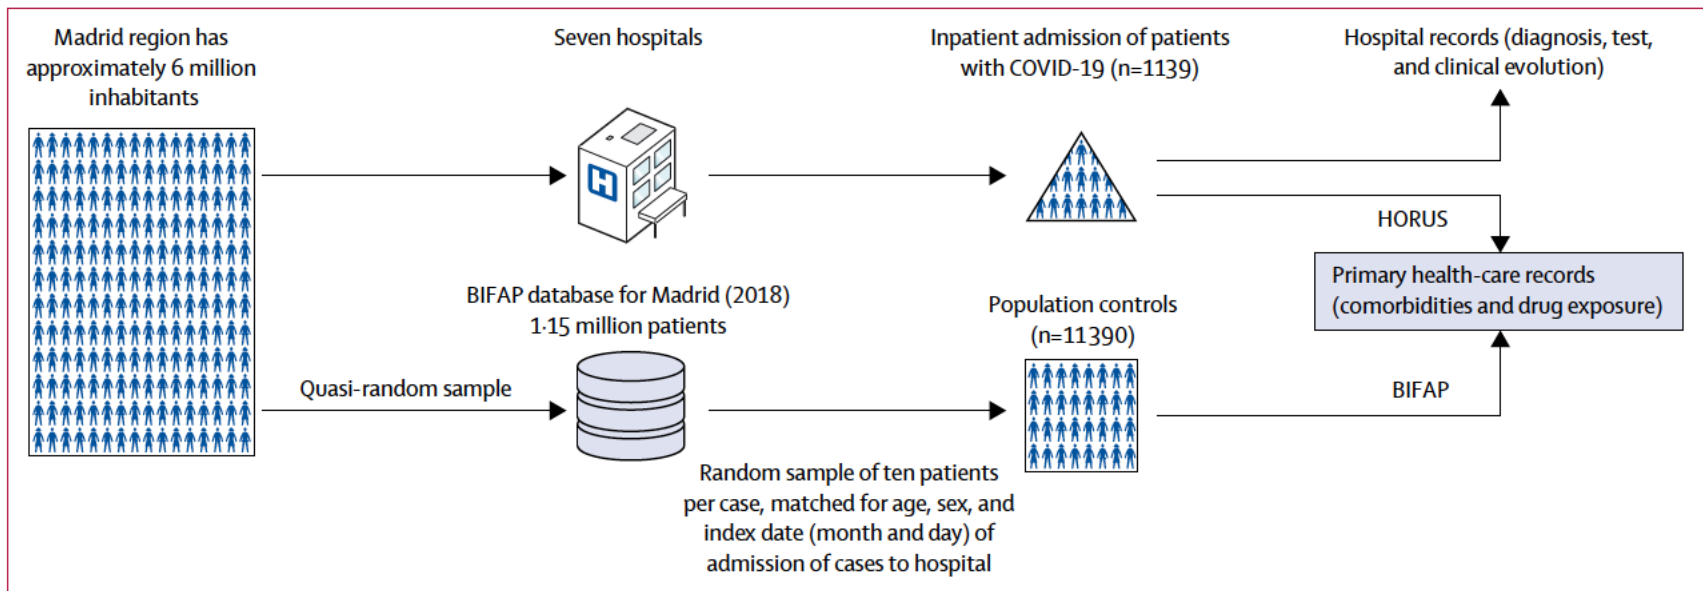 Madrid region has
approximately 6 million
inhabitants
Seven hospitals
Inpatient admission of patients
with COVID-19 (n=1139)
Hospital records (diagnosis, test,
and clinical evolution)
H
HORUS
Primary health-care records
(comorbidities and drug exposure)
BIFAP database for Madrid (2018)
1·15 million patients
Population controls
(n=11390)
Quasi-random sample
BIFAP
Random sample of ten patients
per case, matched for age, sex, and
index date (month and day) of
admission of cases to hospital